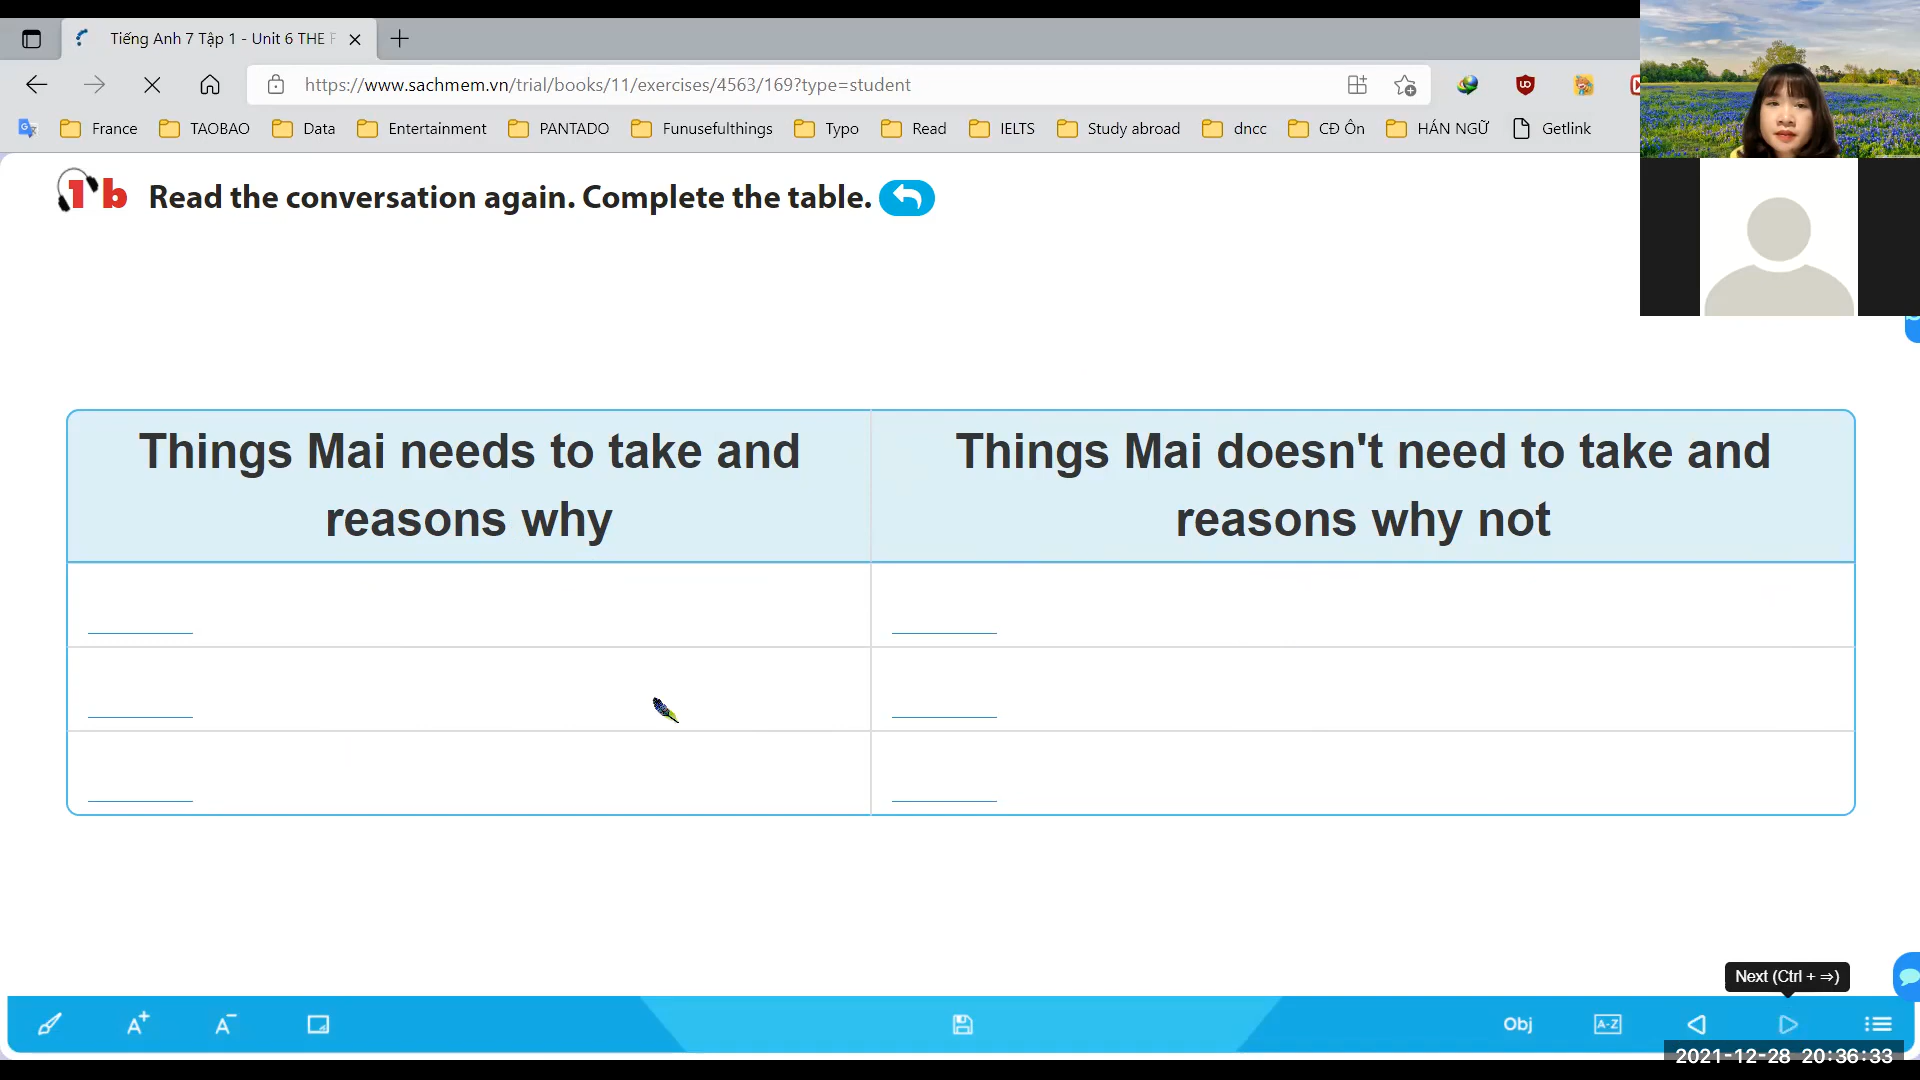 Tiếng Anh 7 Tập 1 - Unit 6 THE
https://www.sachmem.vn/trial/books/11/exercises/4563/169?type=student
France TAOBAO Data Entertainment PANTADO Funusefulthings Typo Read IELTS Study abroad dncc CĐ Ôn HÁN NGỮ Getlink
1b Read the conversation again. Complete the table.
Things Mai needs to take and
reasons why
Things Mai doesn't need to take and
reasons why not
Next (Ctrl + ⇒)
A+ A- Obj A-Z
2021-12-28 20:36:33